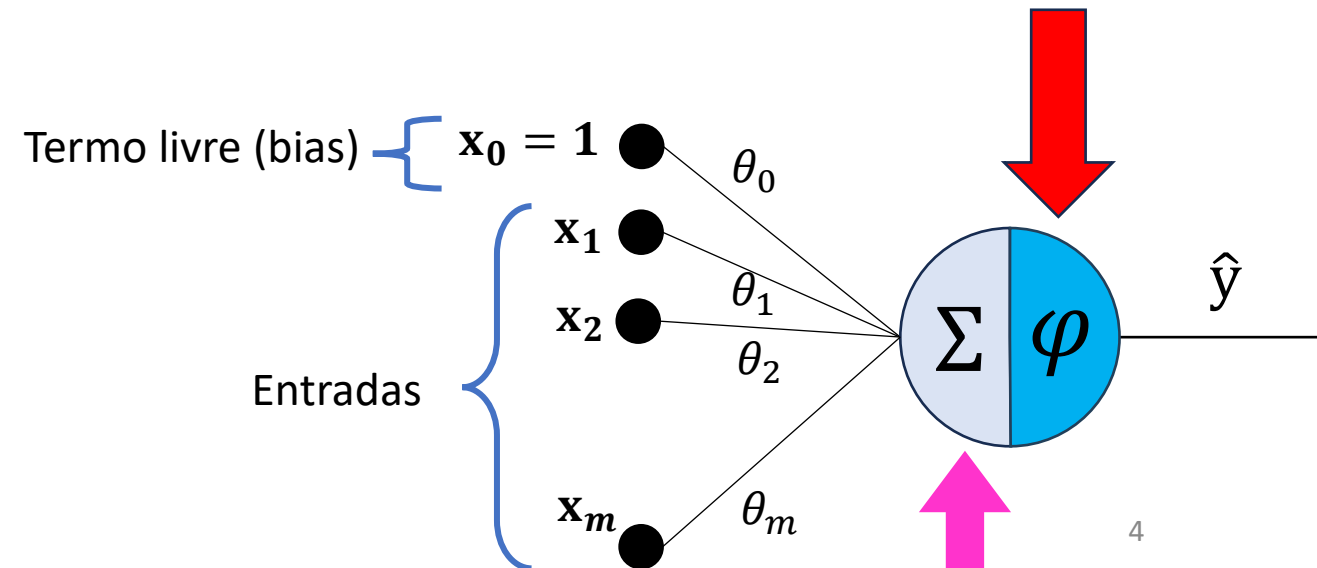 Termo livre (bias)
x₀ = 1
θ₀
x₁
θ₁
x₂
θ₂
Entradas
xₘ
θₘ
Σ
φ
ŷ
4